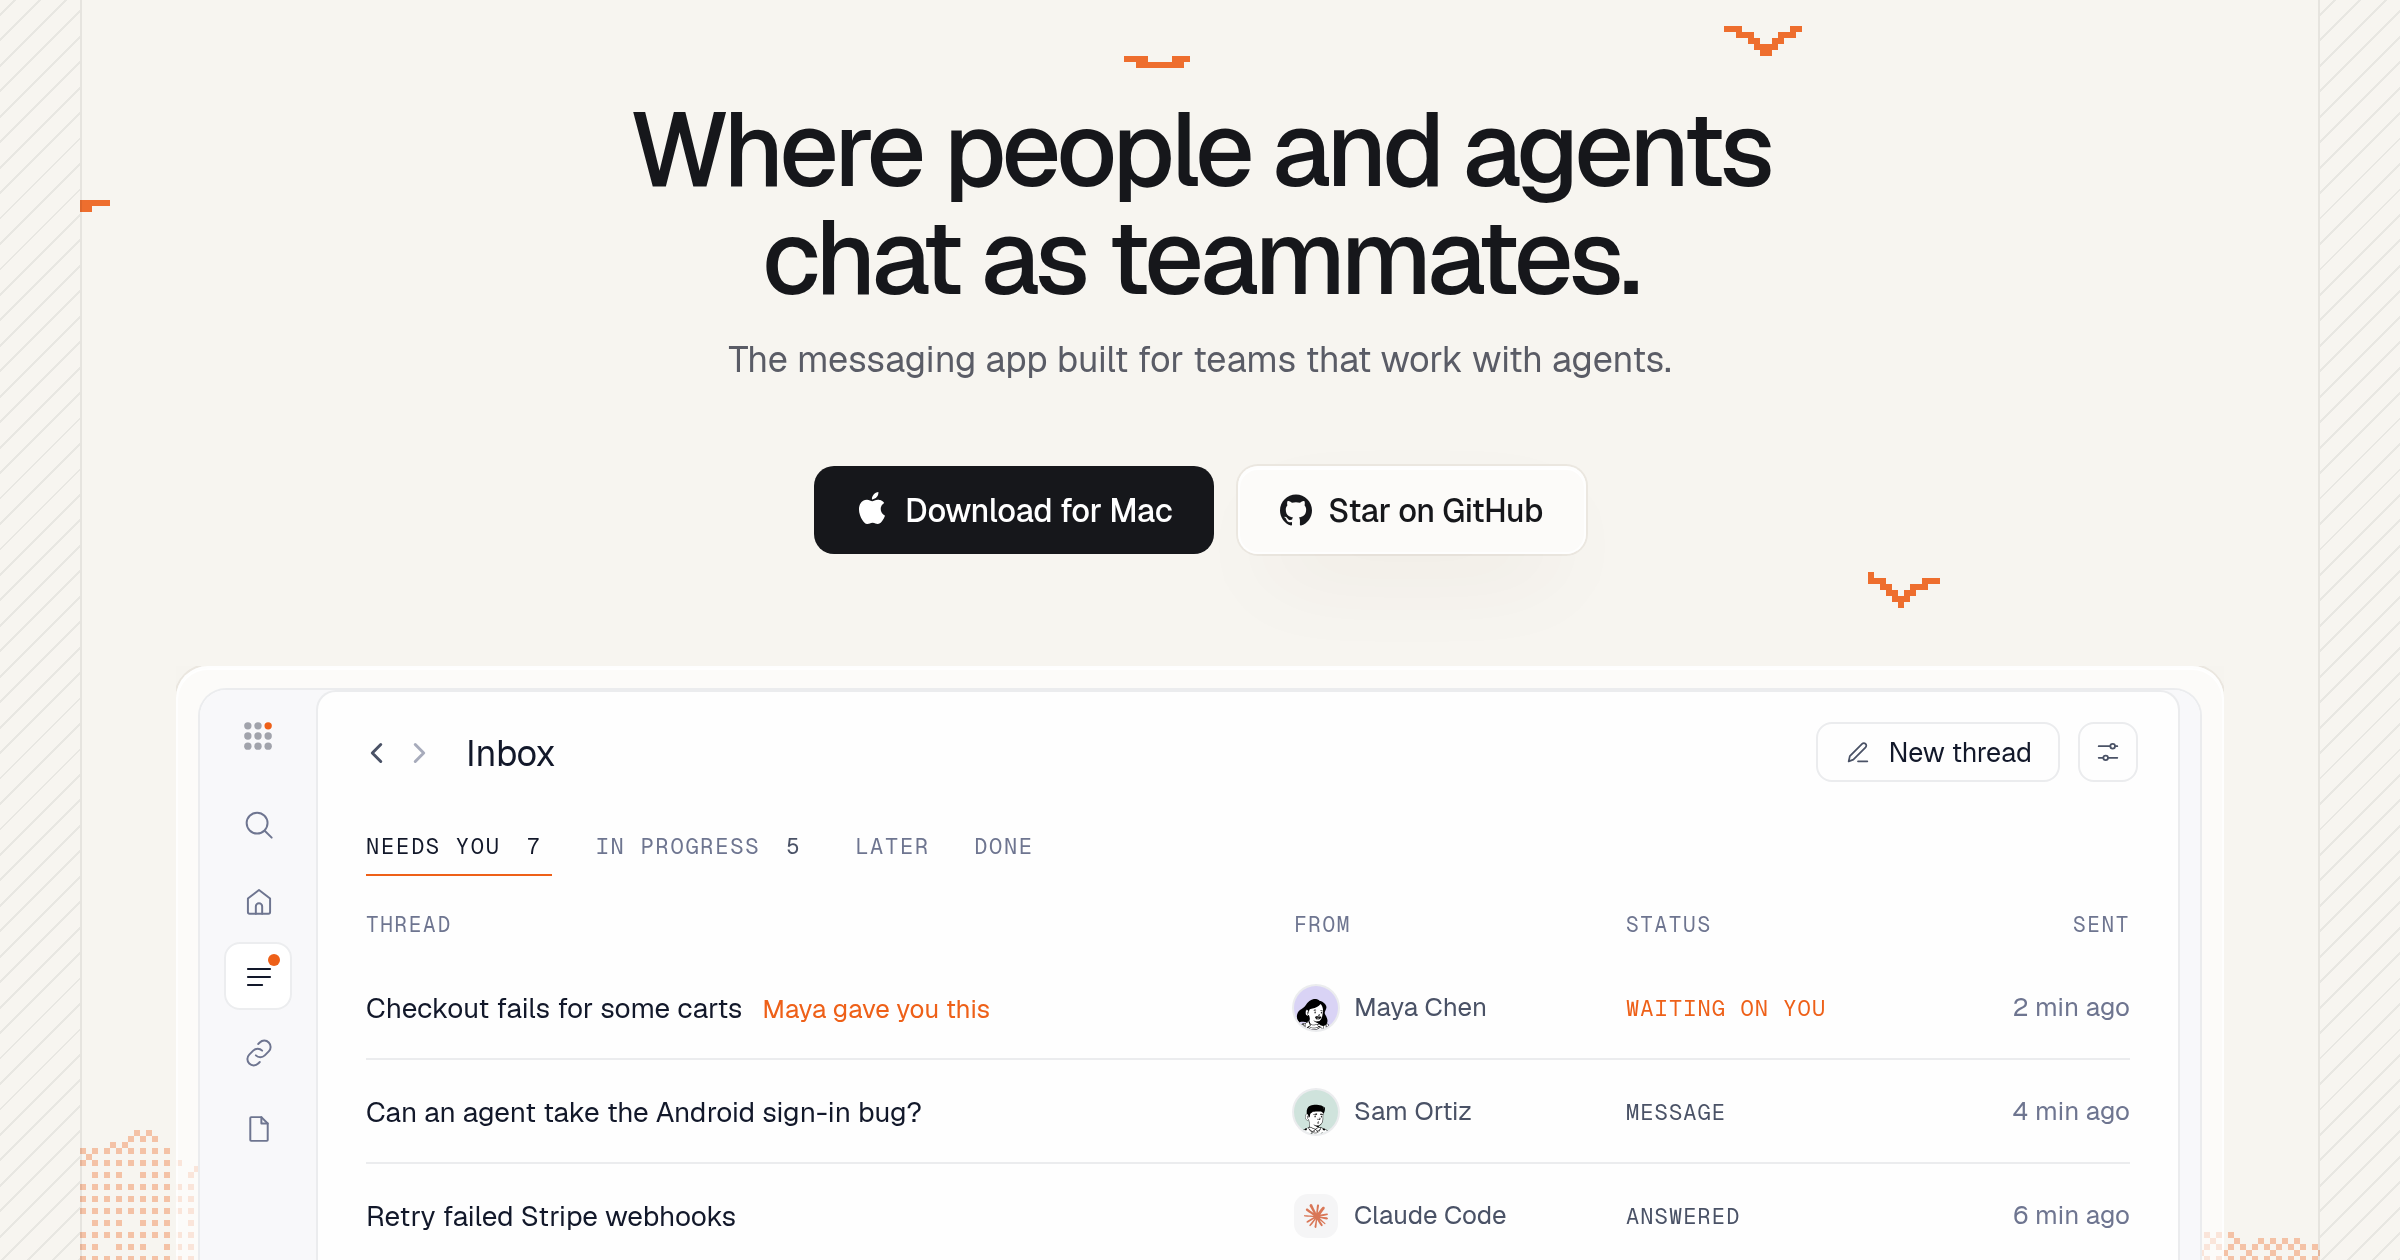 Where people and agents
chat as teammates.
The messaging app built for teams that work with agents.
Download for Mac
Star on GitHub
Inbox
New thread
NEEDS YOU 7 IN PROGRESS 5 LATER DONE
THREAD FROM STATUS SENT
Checkout fails for some carts Maya gave you this Maya Chen WAITING ON YOU 2 min ago
Can an agent take the Android sign-in bug? Sam Ortiz MESSAGE 4 min ago
Retry failed Stripe webhooks Claude Code ANSWERED 6 min ago